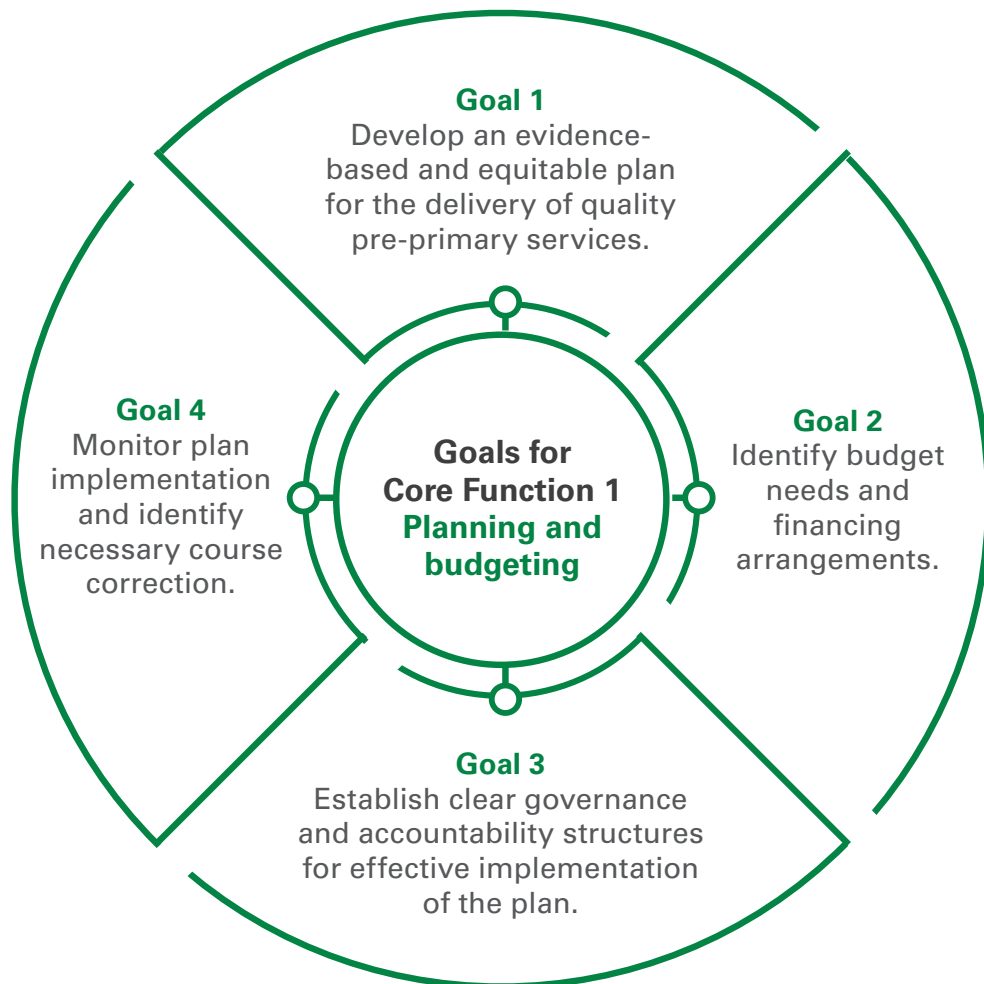 Goal 1
Develop an evidence-
based and equitable plan
for the delivery of quality
pre-primary services.
Goal 2
Identify budget
needs and
financing
arrangements.
Goal 3
Establish clear governance
and accountability structures
for effective implementation
of the plan.
Goal 4
Monitor plan
implementation
and identify
necessary course
correction.
Goals for
Core Function 1
Planning and
budgeting